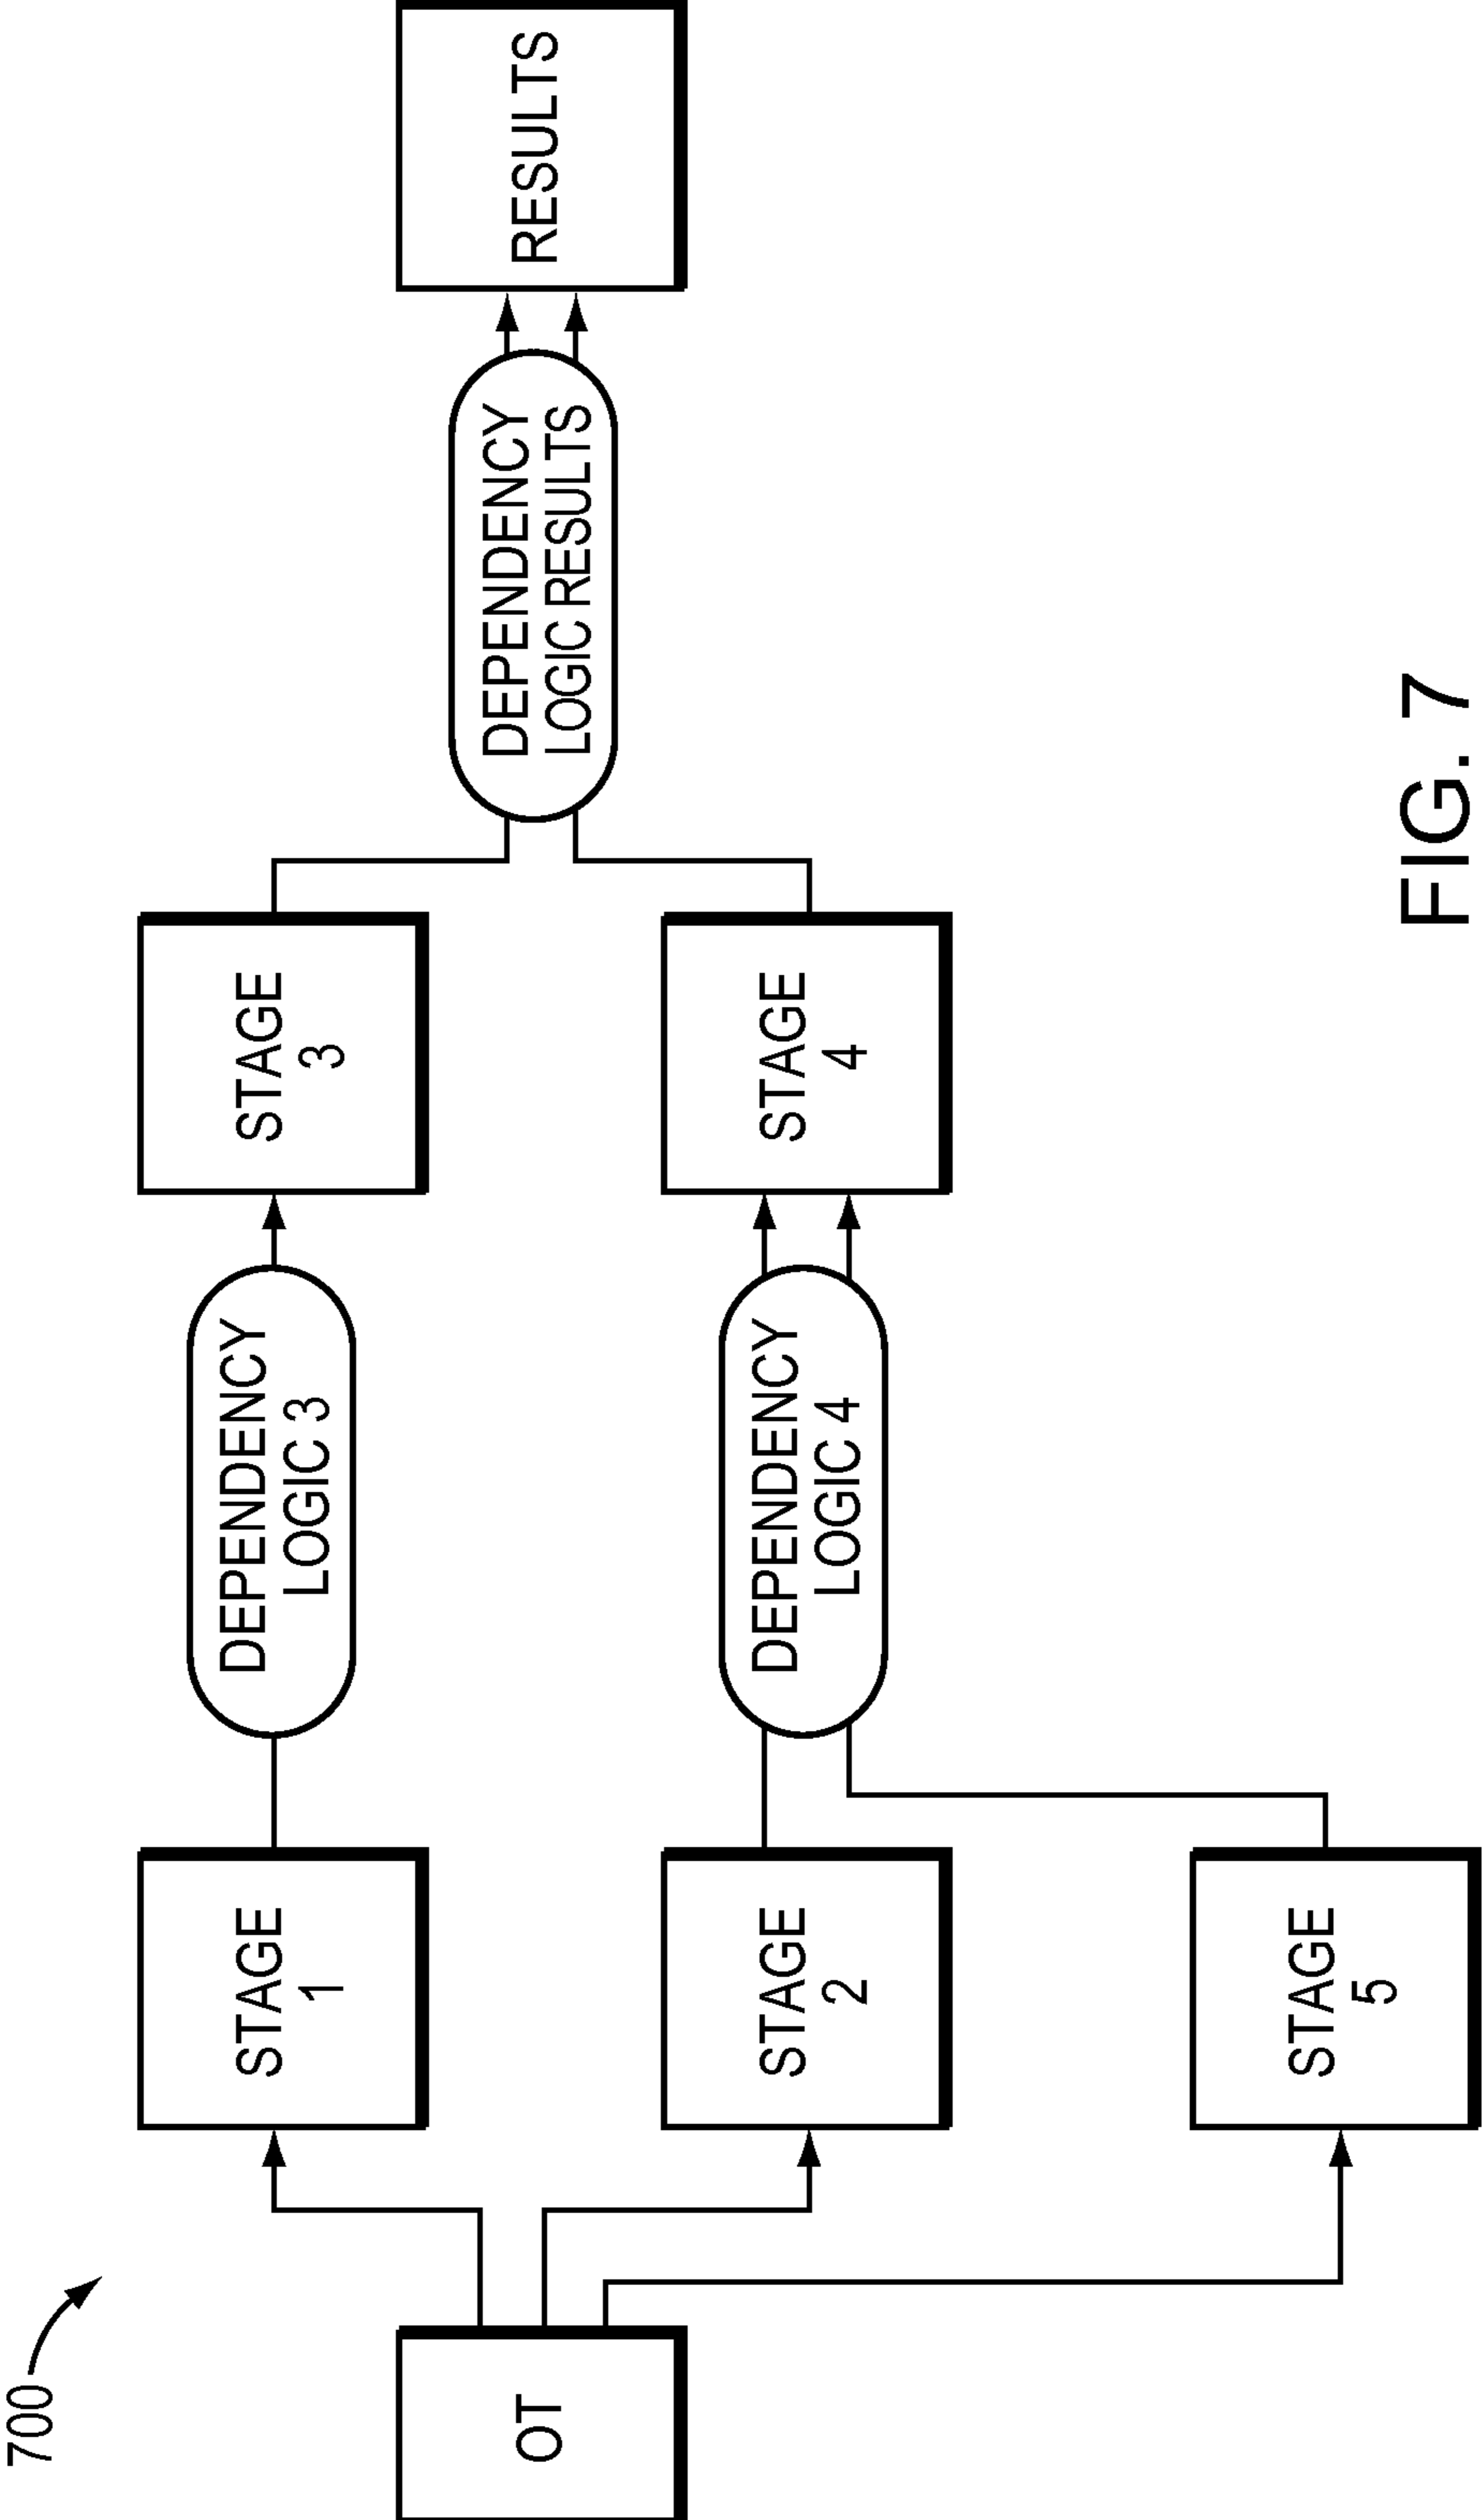 700
OT
STAGE
1
STAGE
2
STAGE
5
DEPENDENCY
LOGIC 3
DEPENDENCY
LOGIC 4
STAGE
3
STAGE
4
DEPENDENCY
LOGIC RESULTS
RESULTS
FIG. 7